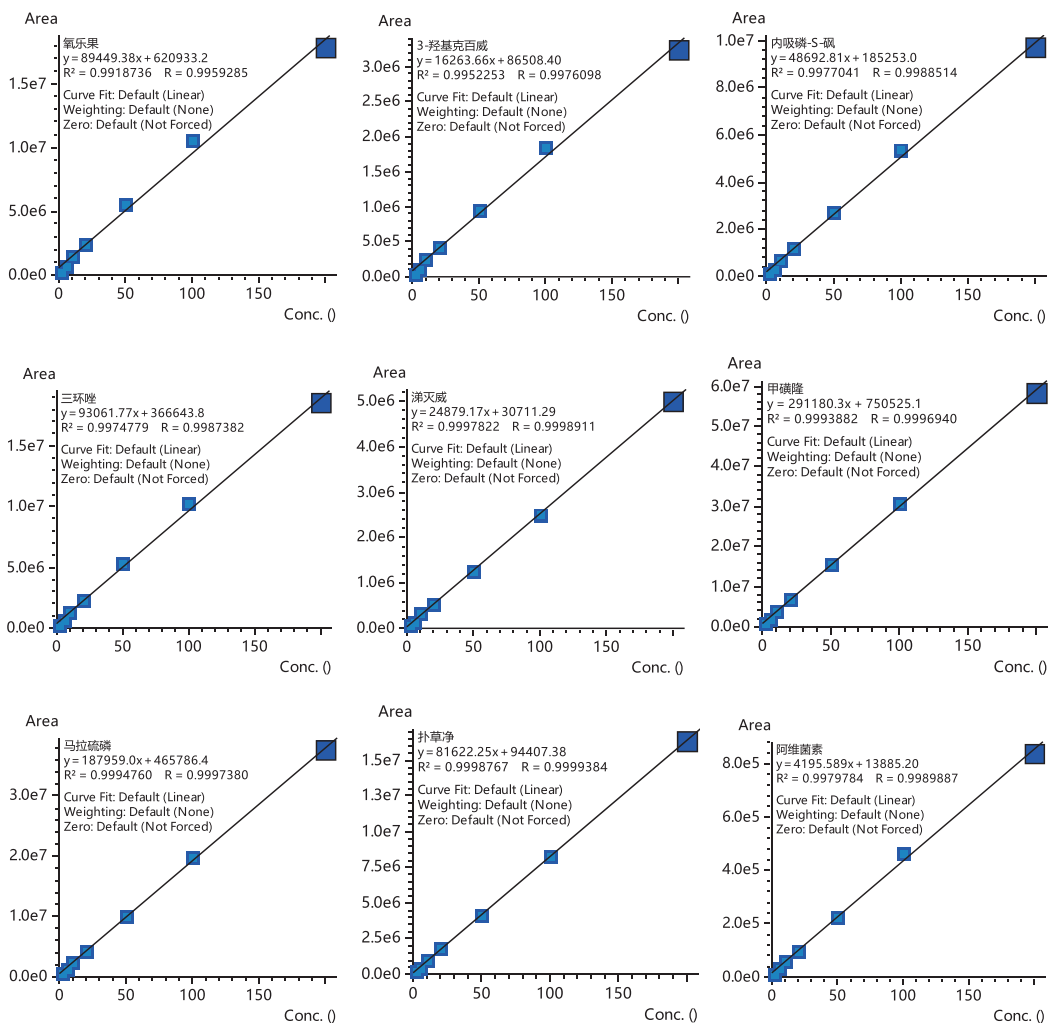 Area
氧乐果
y=89449.38x+620933.2
R² = 0.9918736 R = 0.9959285
Curve Fit: Default (Linear)
Weighting: Default (None)
Zero: Default (Not Forced)
1.5e7
1.0e7
5.0e6
0.0e0
0 50 100 150
Conc. ()
Area
3-羟基克百威
y=16263.66x+86508.40
R² = 0.9952253 R = 0.9976098
Curve Fit: Default (Linear)
Weighting: Default (None)
Zero: Default (Not Forced)
3.0e6
2.5e6
2.0e6
1.5e6
1.0e6
5.0e5
0.0e0
0 50 100 150
Conc. ()
Area
内吸磷-S-砜
y=48692.81x+185253.0
R² = 0.9977041 R = 0.9988514
Curve Fit: Default (Linear)
Weighting: Default (None)
Zero: Default (Not Forced)
1.0e7
8.0e6
6.0e6
4.0e6
2.0e6
0.0e0
0 50 100 150
Conc. ()
Area
三环唑
y=93061.77x+366643.8
R² = 0.9974779 R = 0.9987382
Curve Fit: Default (Linear)
Weighting: Default (None)
Zero: Default (Not Forced)
1.5e7
1.0e7
5.0e6
0.0e0
0 50 100 150
Conc. ()
Area
涕灭威
y=24879.17x+30711.29
R² = 0.9997822 R = 0.9998911
Curve Fit: Default (Linear)
Weighting: Default (None)
Zero: Default (Not Forced)
5.0e6
4.0e6
3.0e6
2.0e6
1.0e6
0.0e0
0 50 100 150
Conc. ()
Area
甲磺隆
y= 291180.3x+ 750525.1
R² = 0.9993882 R = 0.9996940
Curve Fit: Default (Linear)
Weighting: Default (None)
Zero: Default (Not Forced)
6.0e7
5.0e7
4.0e7
3.0e7
2.0e7
1.0e7
0.0e0
0 50 100 150
Conc. ()
Area
马拉硫磷
y=187959.0x+465786.4
R² = 0.9994760 R = 0.9997380
Curve Fit: Default (Linear)
Weighting: Default (None)
Zero: Default (Not Forced)
3.0e7
2.0e7
1.0e7
0.0e0
0 50 100 150
Conc. ()
Area
扑草净
y=81622.25x+94407.38
R² = 0.9998767 R = 0.9999384
Curve Fit: Default (Linear)
Weighting: Default (None)
Zero: Default (Not Forced)
1.5e7
1.3e7
1.0e7
7.5e6
5.0e6
2.5e6
0.0e0
0 50 100 150
Conc. ()
Area
阿维菌素
y=4195.589x+13885.20
R² = 0.9979784 R = 0.9989887
Curve Fit: Default (Linear)
Weighting: Default (None)
Zero: Default (Not Forced)
8.0e5
6.0e5
4.0e5
2.0e5
0.0e0
0 50 100 150
Conc. ()